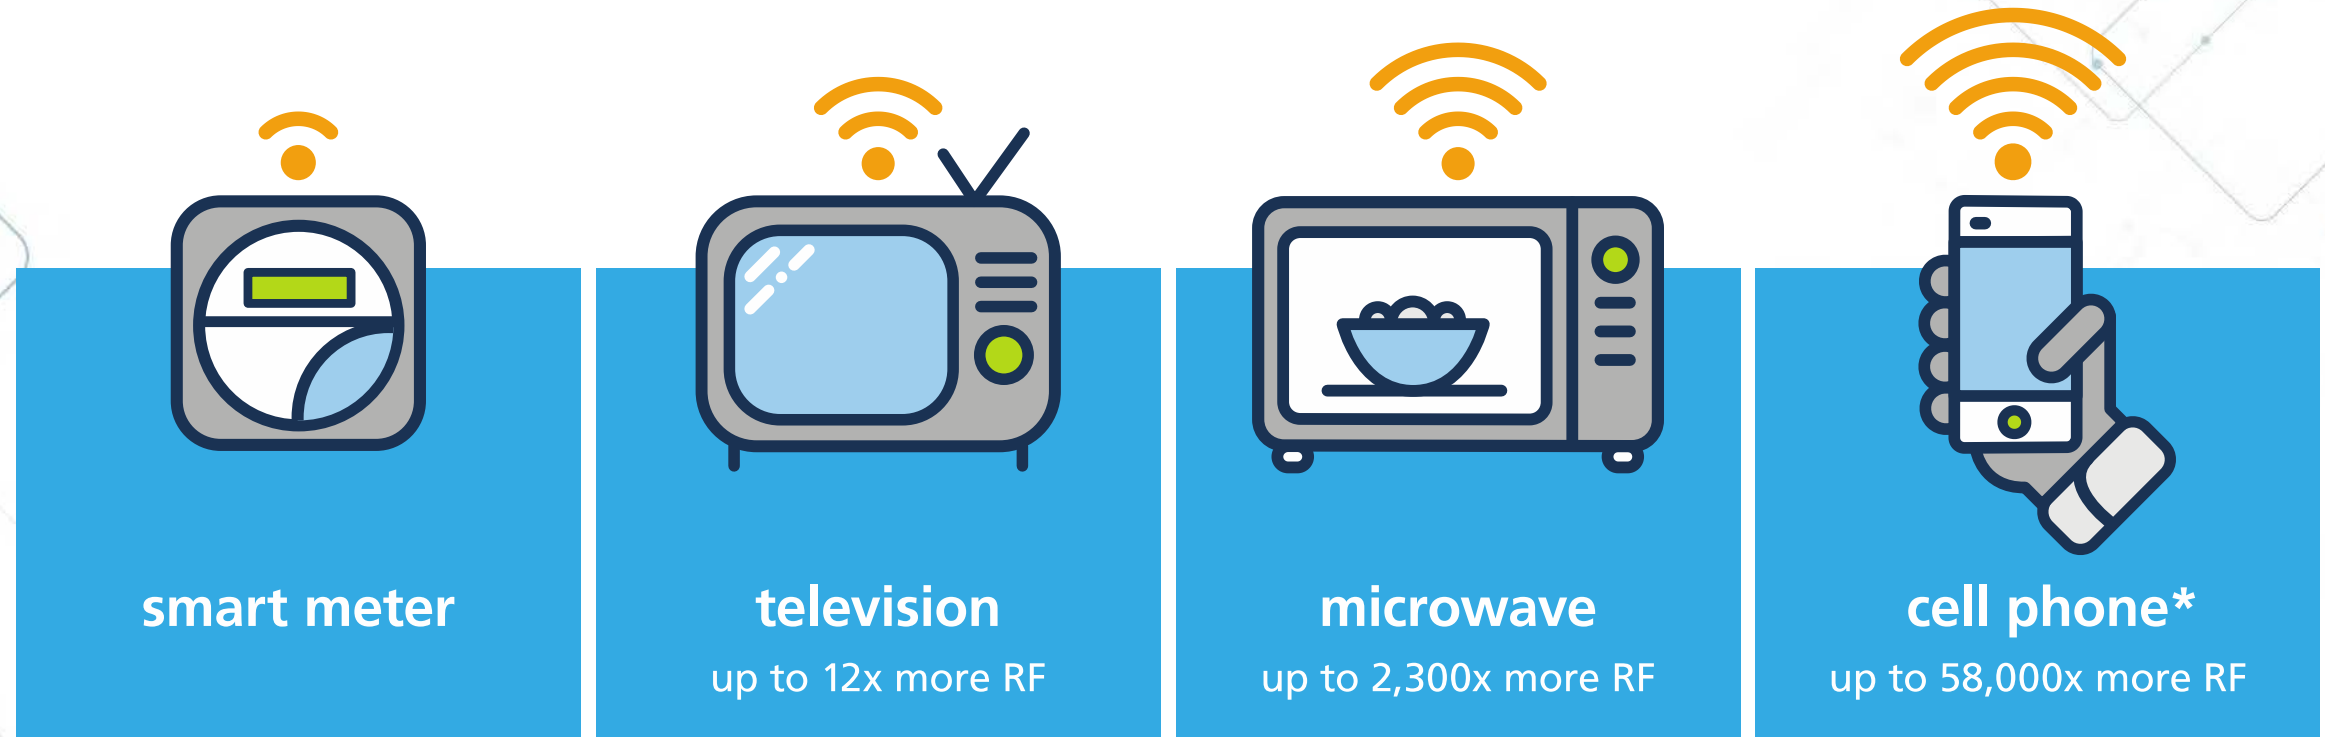 smart meter
television
up to 12x more RF
microwave
up to 2,300x more RF
cell phone*
up to 58,000x more RF